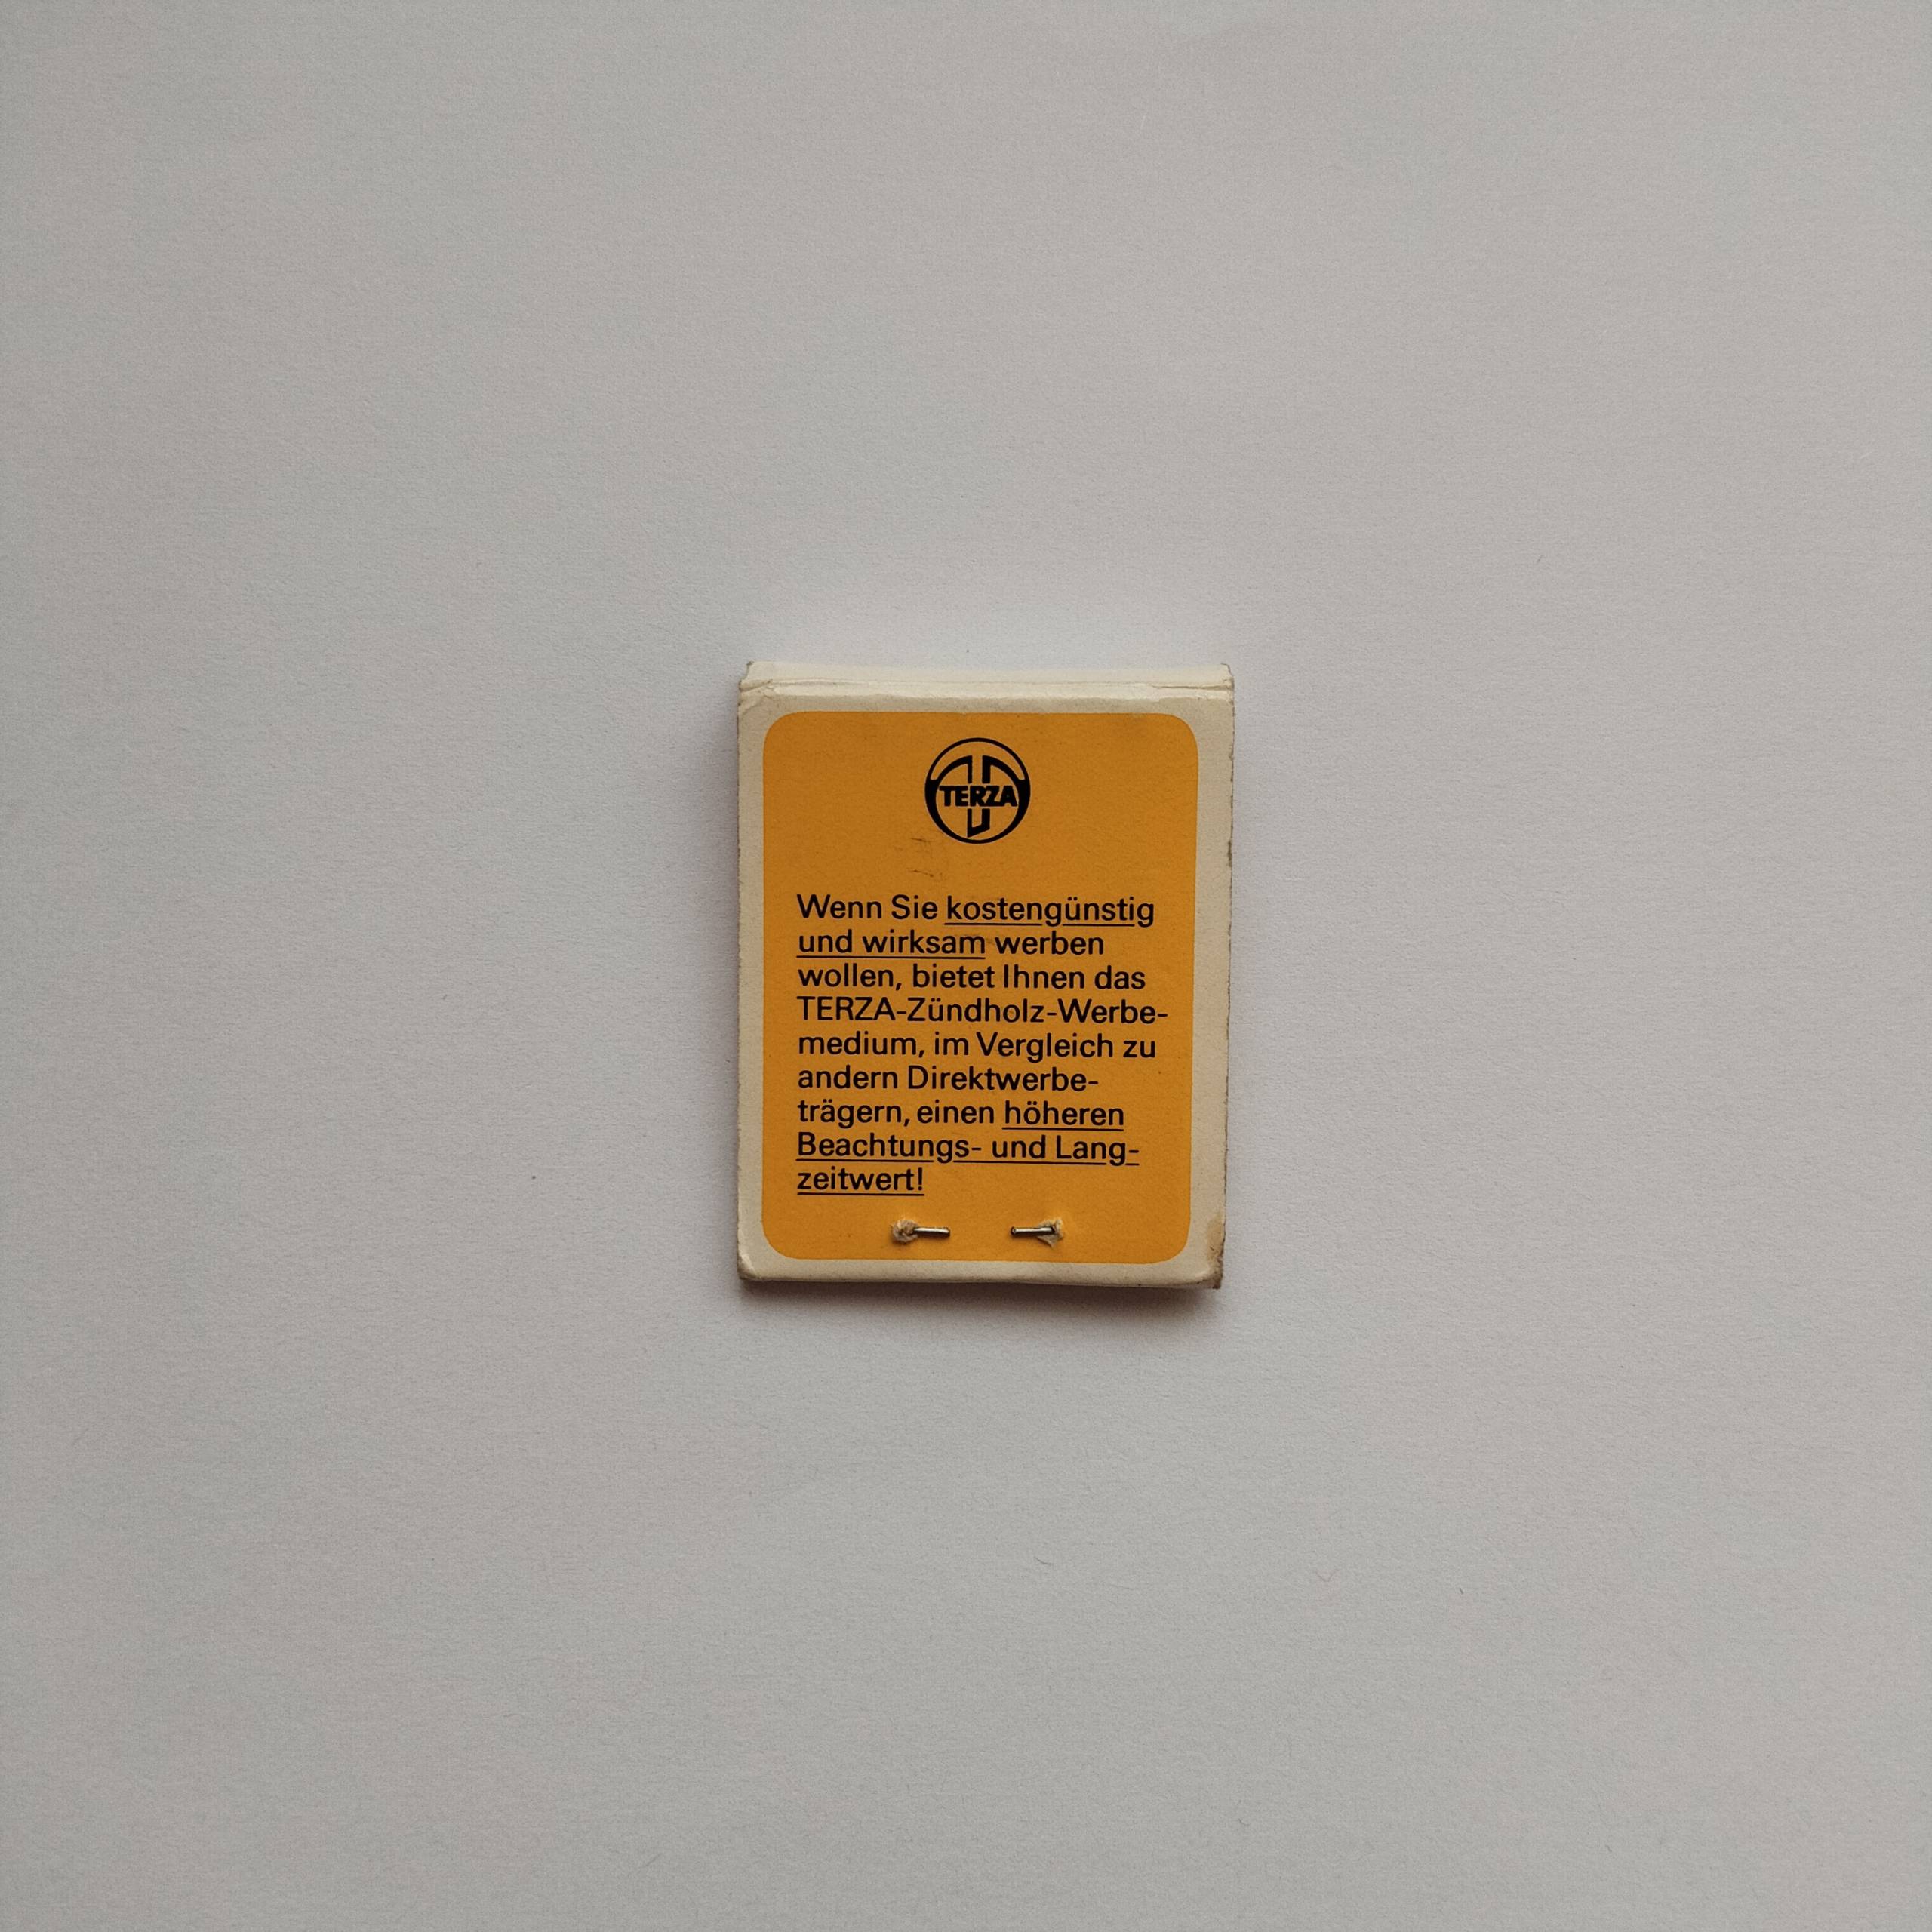 TERZA
Wenn Sie kostengünstig
und wirksam werben
wollen, bietet Ihnen das
TERZA-Zündholz-Werbe-
medium, im Vergleich zu
andern Direktwerbe-
trägern, einen höheren
Beachtungs- und Lang-
zeitwert!